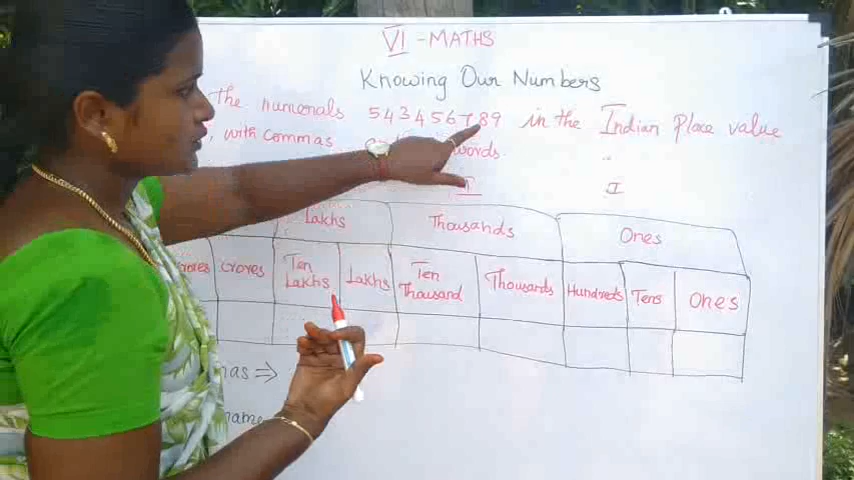 VI - MATHS
Knowing Our Numbers
The numerals 543456789 in the Indian Place value
, with commas words.
I
Lakhs Thousands Ones
crores Ten Lakhs Lakhs Ten Thousand Thousands Hundreds Tens Ones
⇒
name